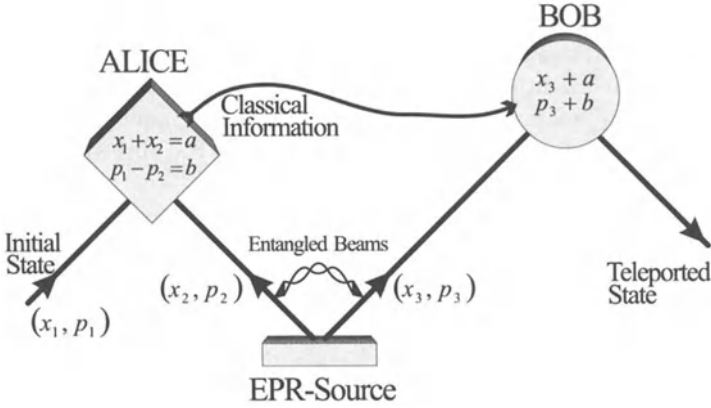 BOB
ALICE
x₃ + a
p₃ + b
Classical
Information
x₁ + x₂ = a
p₁ − p₂ = b
Initial
State
Entangled Beams
(x₂, p₂)
(x₃, p₃)
Teleported
State
(x₁, p₁)
EPR-Source